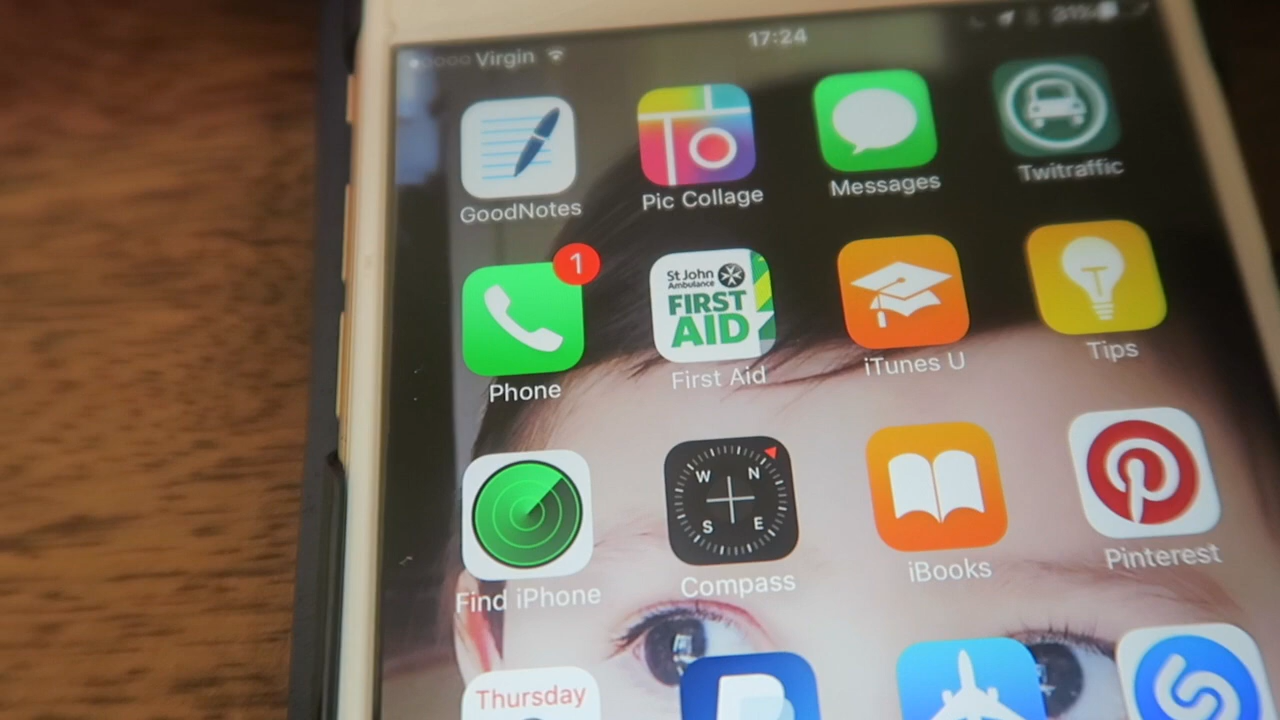 Virgin 17:24 31%
GoodNotes Pic Collage Messages Twitraffic
1
St John
Ambulance
FIRST
AID
Phone First Aid iTunes U Tips
W N
S E
Find iPhone Compass iBooks Pinterest
Thursday